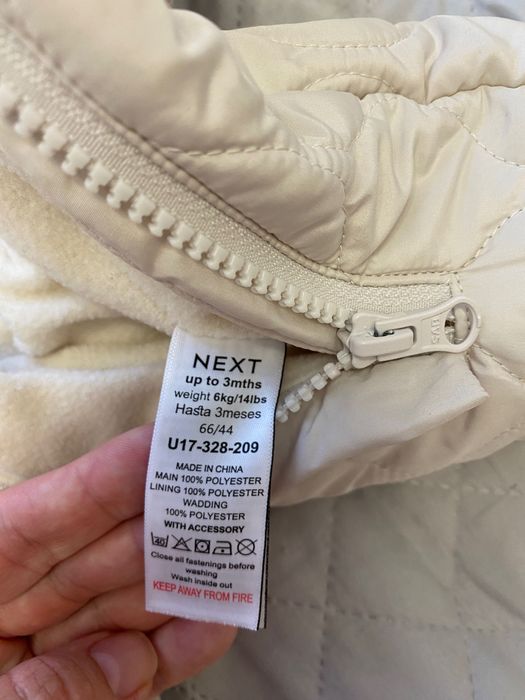 NEXT
up to 3mths
weight 6kg/14lbs
Hasta 3meses
66/44
U17-328-209
MADE IN CHINA
MAIN 100% POLYESTER
LINING 100% POLYESTER
WADDING
100% POLYESTER
WITH ACCESSORY
40
Close all fastenings before
washing
Wash inside out
KEEP AWAY FROM FIRE